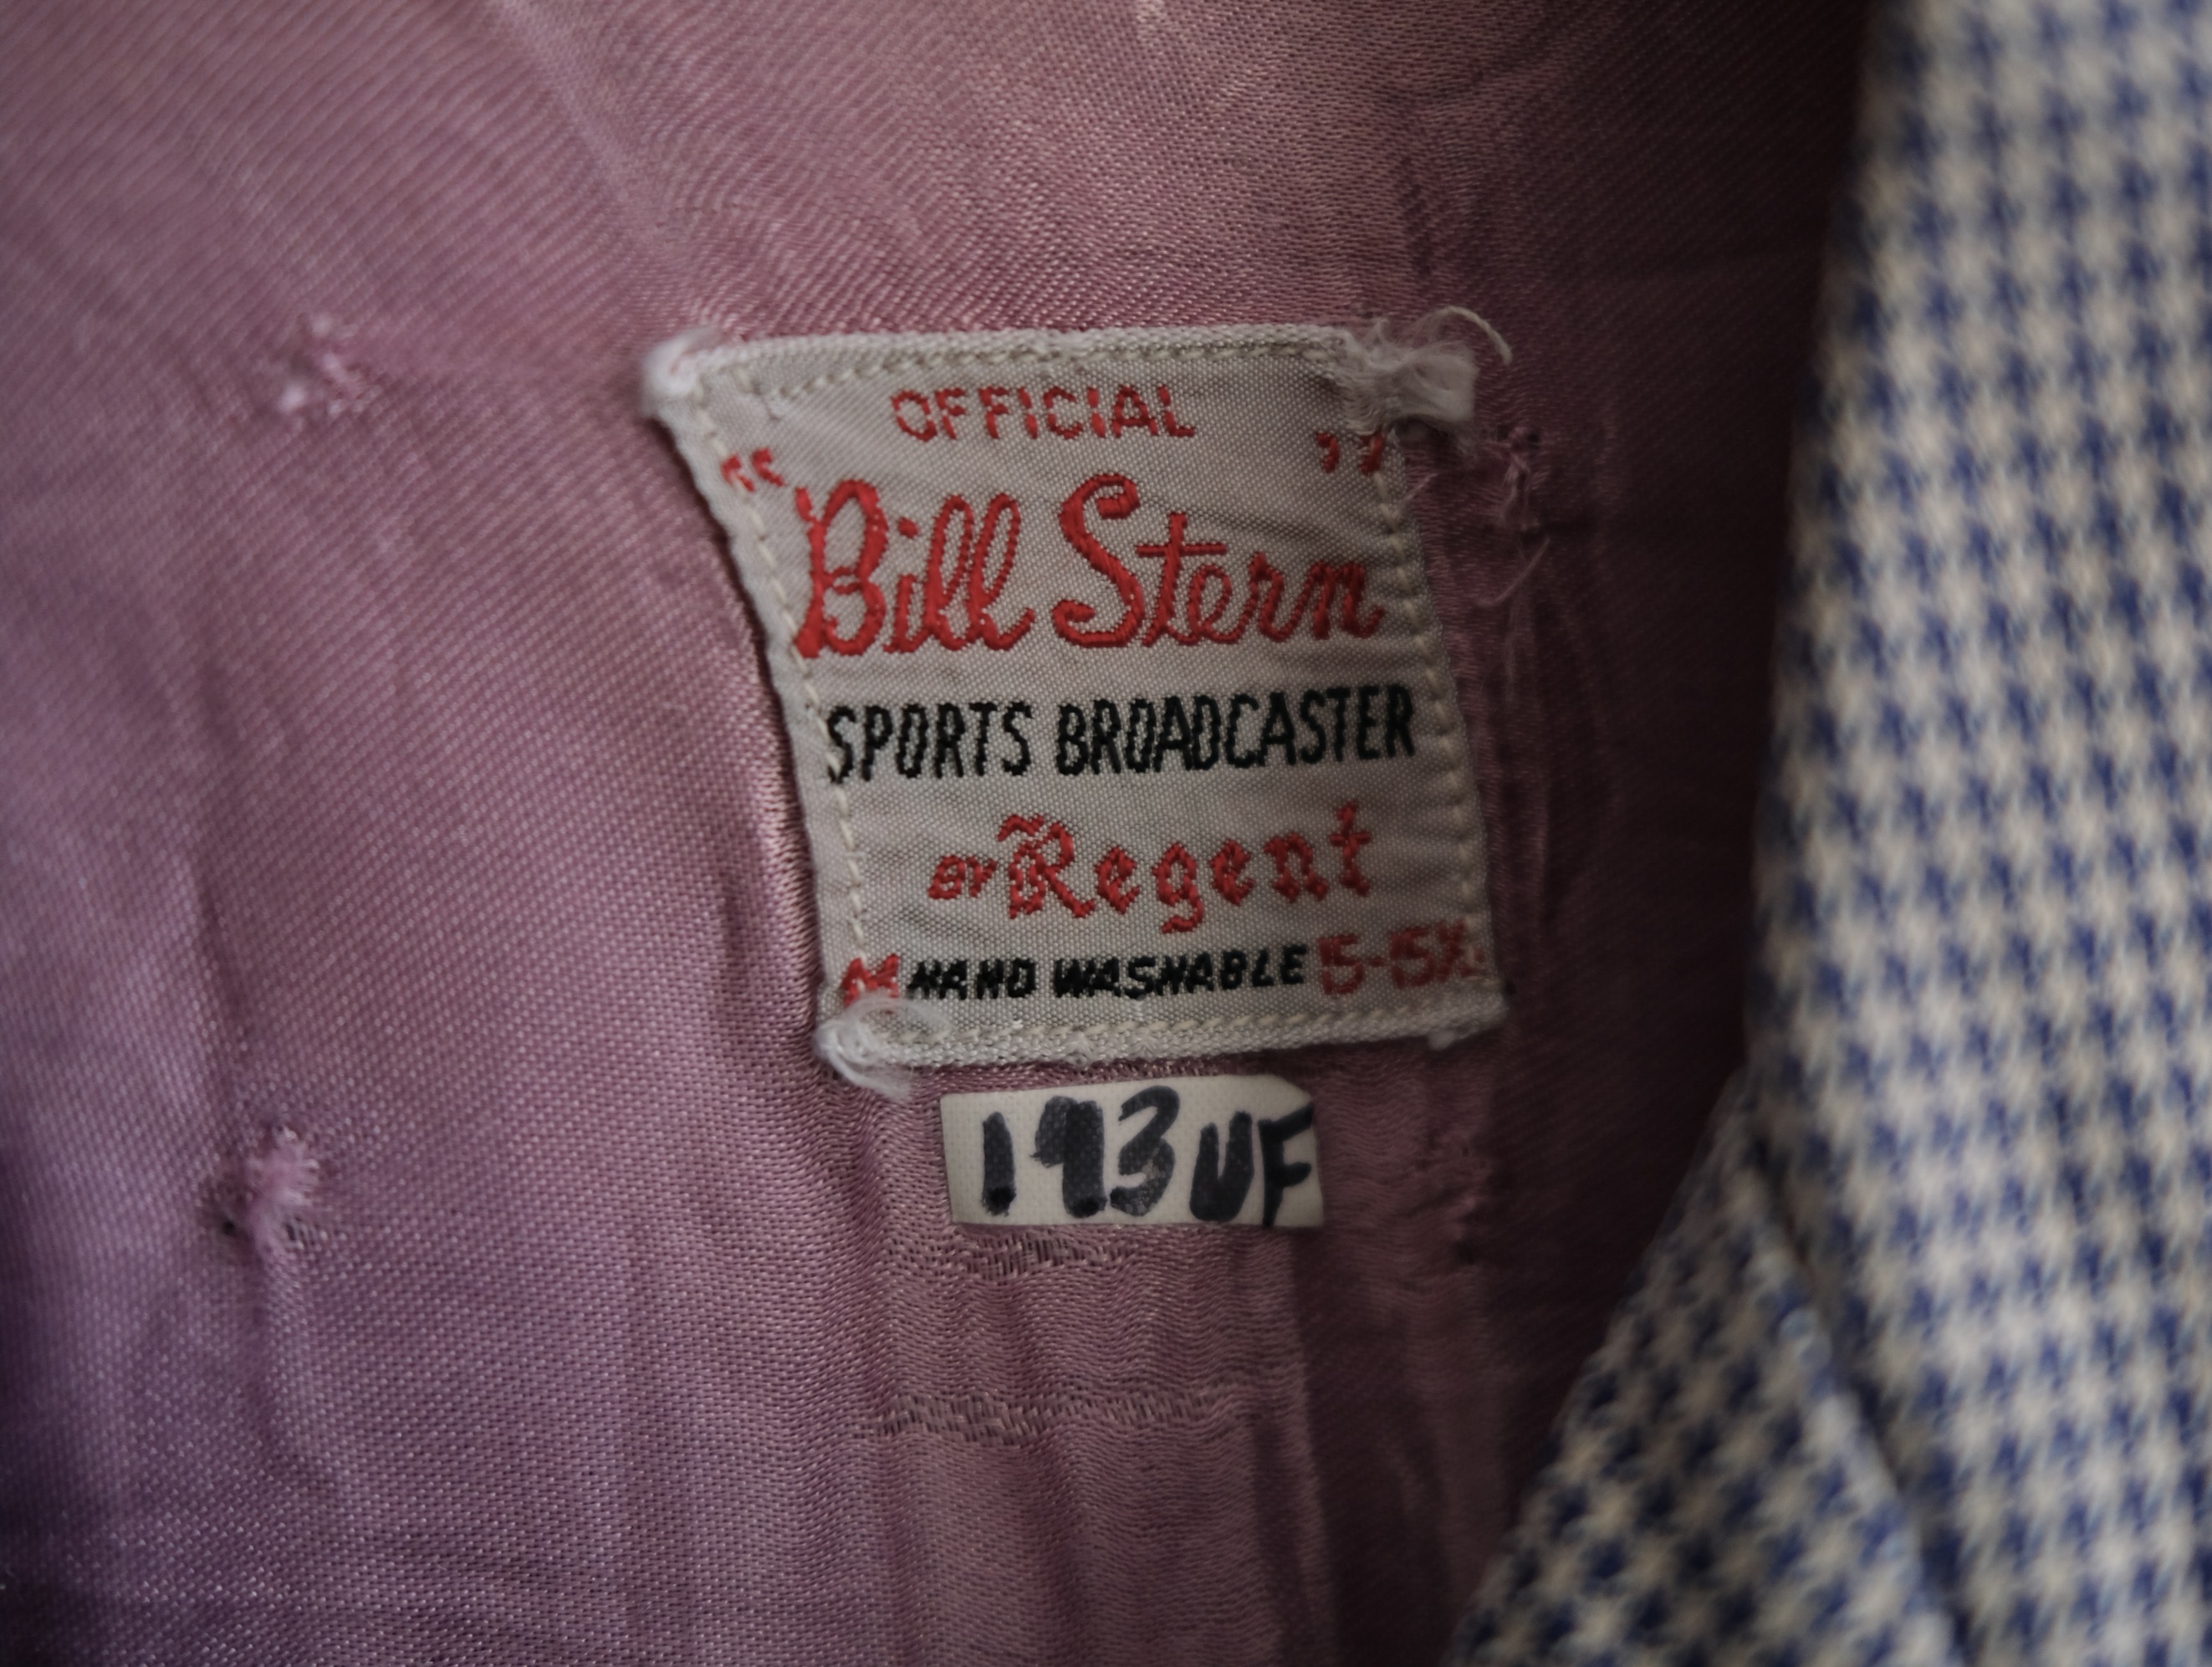 OFFICIAL
"Bill Stern"
SPORTS BROADCASTER
BY Regent
M HAND WASHABLE 15-15½
193UF